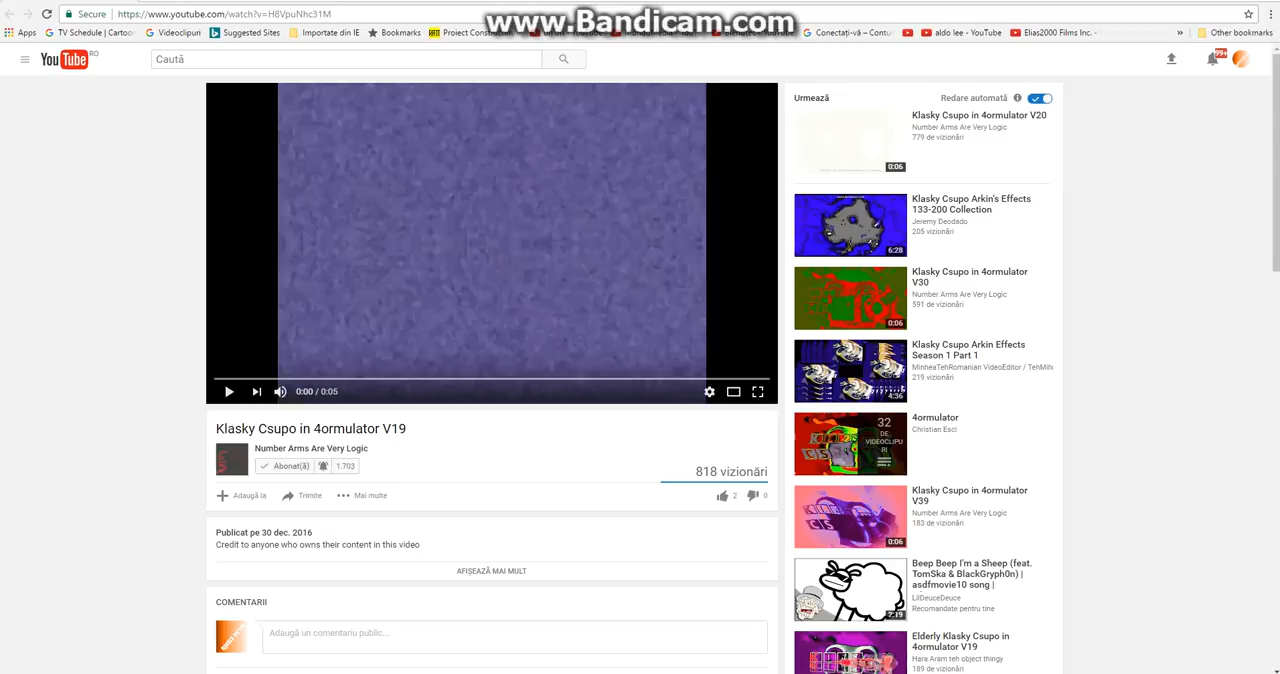 Secure https://www.youtube.com/watch?v=H8VpuNhc31M
www.Bandicam.com
Apps TV Schedule | Cartoo Videoclipuri Suggested Sites Importate din IE Bookmarks Proiect Construc Conectați-vă – Contu aldo lee - YouTube Elias2000 Films Inc. - » Other bookmarks
YouTube RO
Caută
99+
Urmează
Redare automată
Klasky Csupo in 4ormulator V20
Number Arms Are Very Logic
779 de vizionări
0:06
Klasky Csupo Arkin's Effects
133-200 Collection
Jeremy Deodado
205 vizionări
6:28
Klasky Csupo in 4ormulator
V30
Number Arms Are Very Logic
591 de vizionări
0:06
Klasky Csupo Arkin Effects
Season 1 Part 1
MinheaTehRomanian VideoEditor / TehMih
219 vizionări
4:36
4ormulator
Christian Esci
32
DE
VIDEOCLIPU
RI
Klasky Csupo in 4ormulator
V39
Number Arms Are Very Logic
183 de vizionări
0:06
Beep Beep I'm a Sheep (feat.
TomSka & BlackGryph0n) |
asdfmovie10 song |
LilDeuceDeuce
Recomandate pentru tine
2:19
Elderly Klasky Csupo in
4ormulator V19
Hara Aram teh object thingy
189 de vizionări
0:00 / 0:05
Klasky Csupo in 4ormulator V19
Number Arms Are Very Logic
Abonat(ă) 1.703
818 vizionări
Adaugă la Trimite Mai multe
2 0
Publicat pe 30 dec. 2016
Credit to anyone who owns their content in this video
AFIȘEAZĂ MAI MULT
COMENTARII
Adaugă un comentariu public...